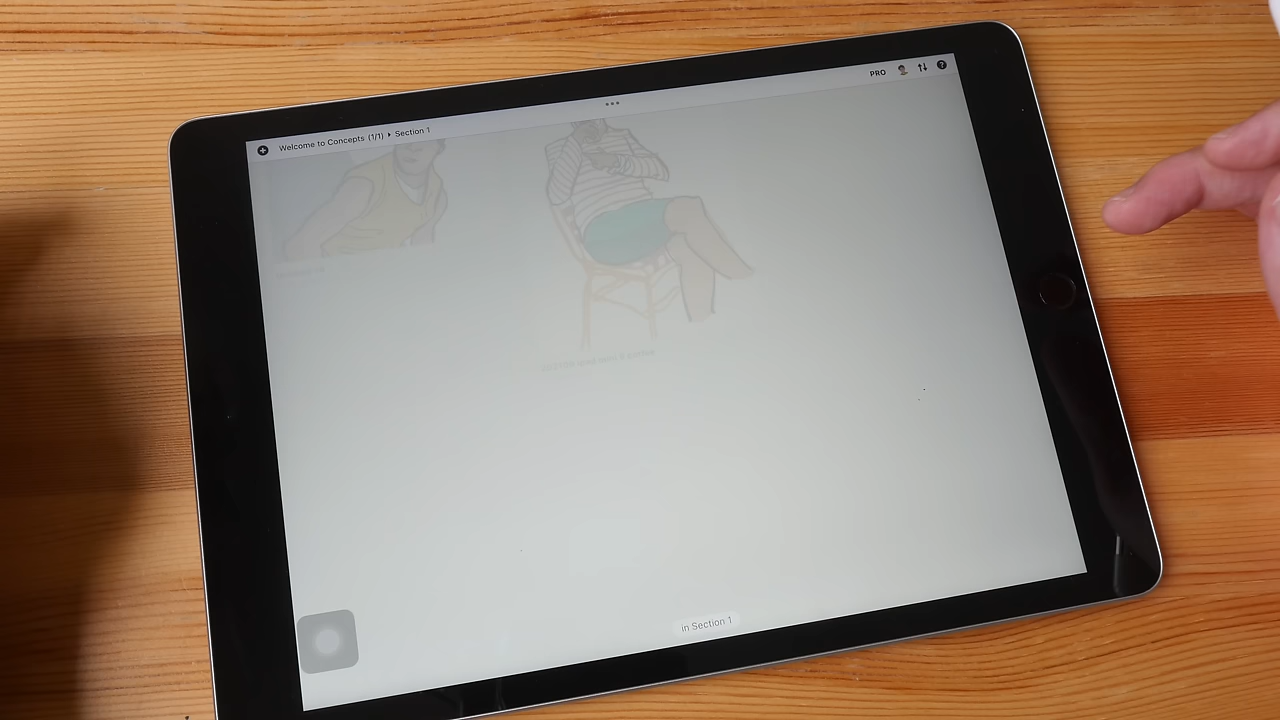 Welcome to Concepts (1/1) ▸ Section 1
PRO
in Section 1